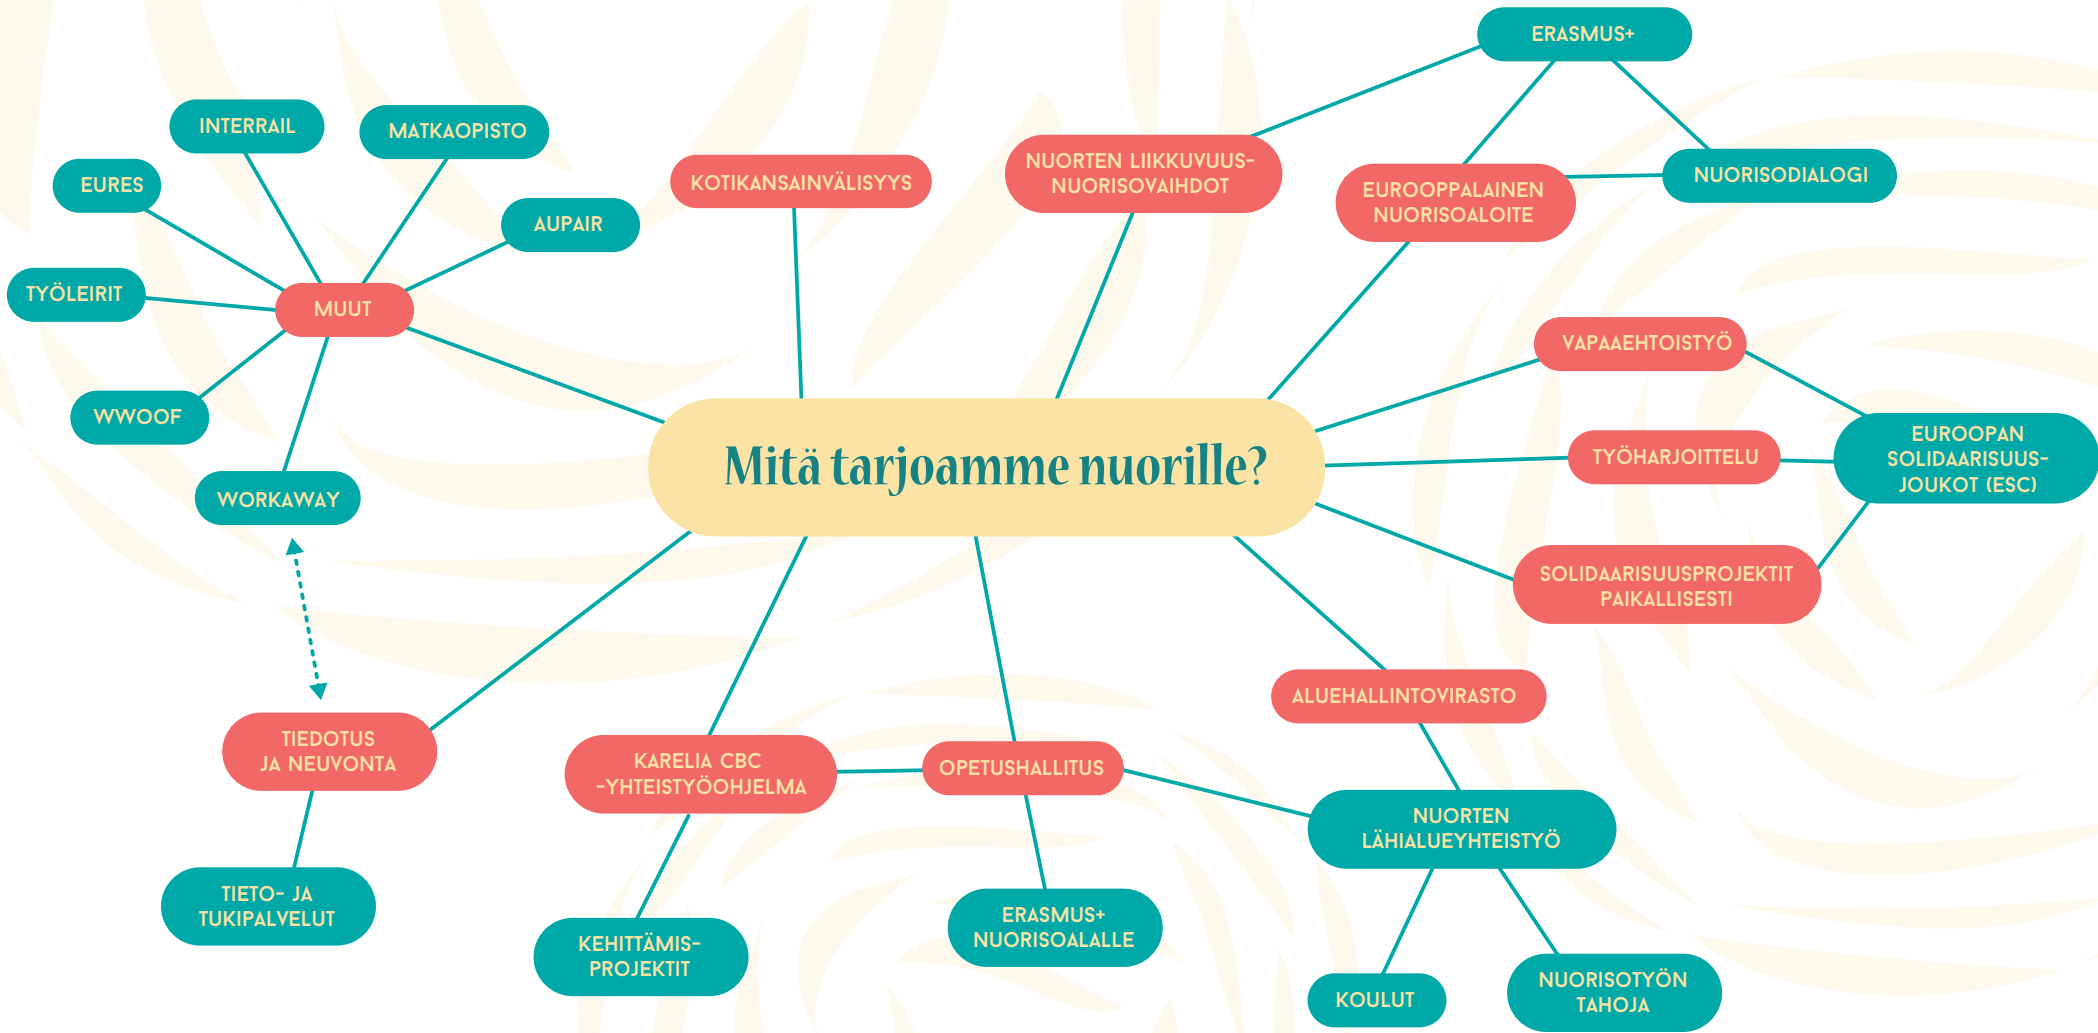 ERASMUS+
INTERRAIL
MATKAOPISTO
EURES
AUPAIR
TYÖLEIRIT
MUUT
WWOOF
WORKAWAY
KOTIKANSAINVÄLISYYS
NUORTEN LIIKKUVUUS-
NUORISOVAIHDOT
EUROOPPALAINEN
NUORISOALOITE
NUORISODIALOGI
VAPAAEHTOISTYÖ
TYÖHARJOITTELU
EUROOPAN
SOLIDAARISUUS-
JOUKOT (ESC)
SOLIDAARISUUSPROJEKTIT
PAIKALLISESTI
Mitä tarjoamme nuorille?
TIEDOTUS
JA NEUVONTA
TIETO- JA
TUKIPALVELUT
KARELIA CBC
-YHTEISTYÖOHJELMA
KEHITTÄMIS-
PROJEKTIT
OPETUSHALLITUS
ERASMUS+
NUORISOALALLE
ALUEHALLINTOVIRASTO
NUORTEN
LÄHIALUEYHTEISTYÖ
KOULUT
NUORISOTYÖN
TAHOJA